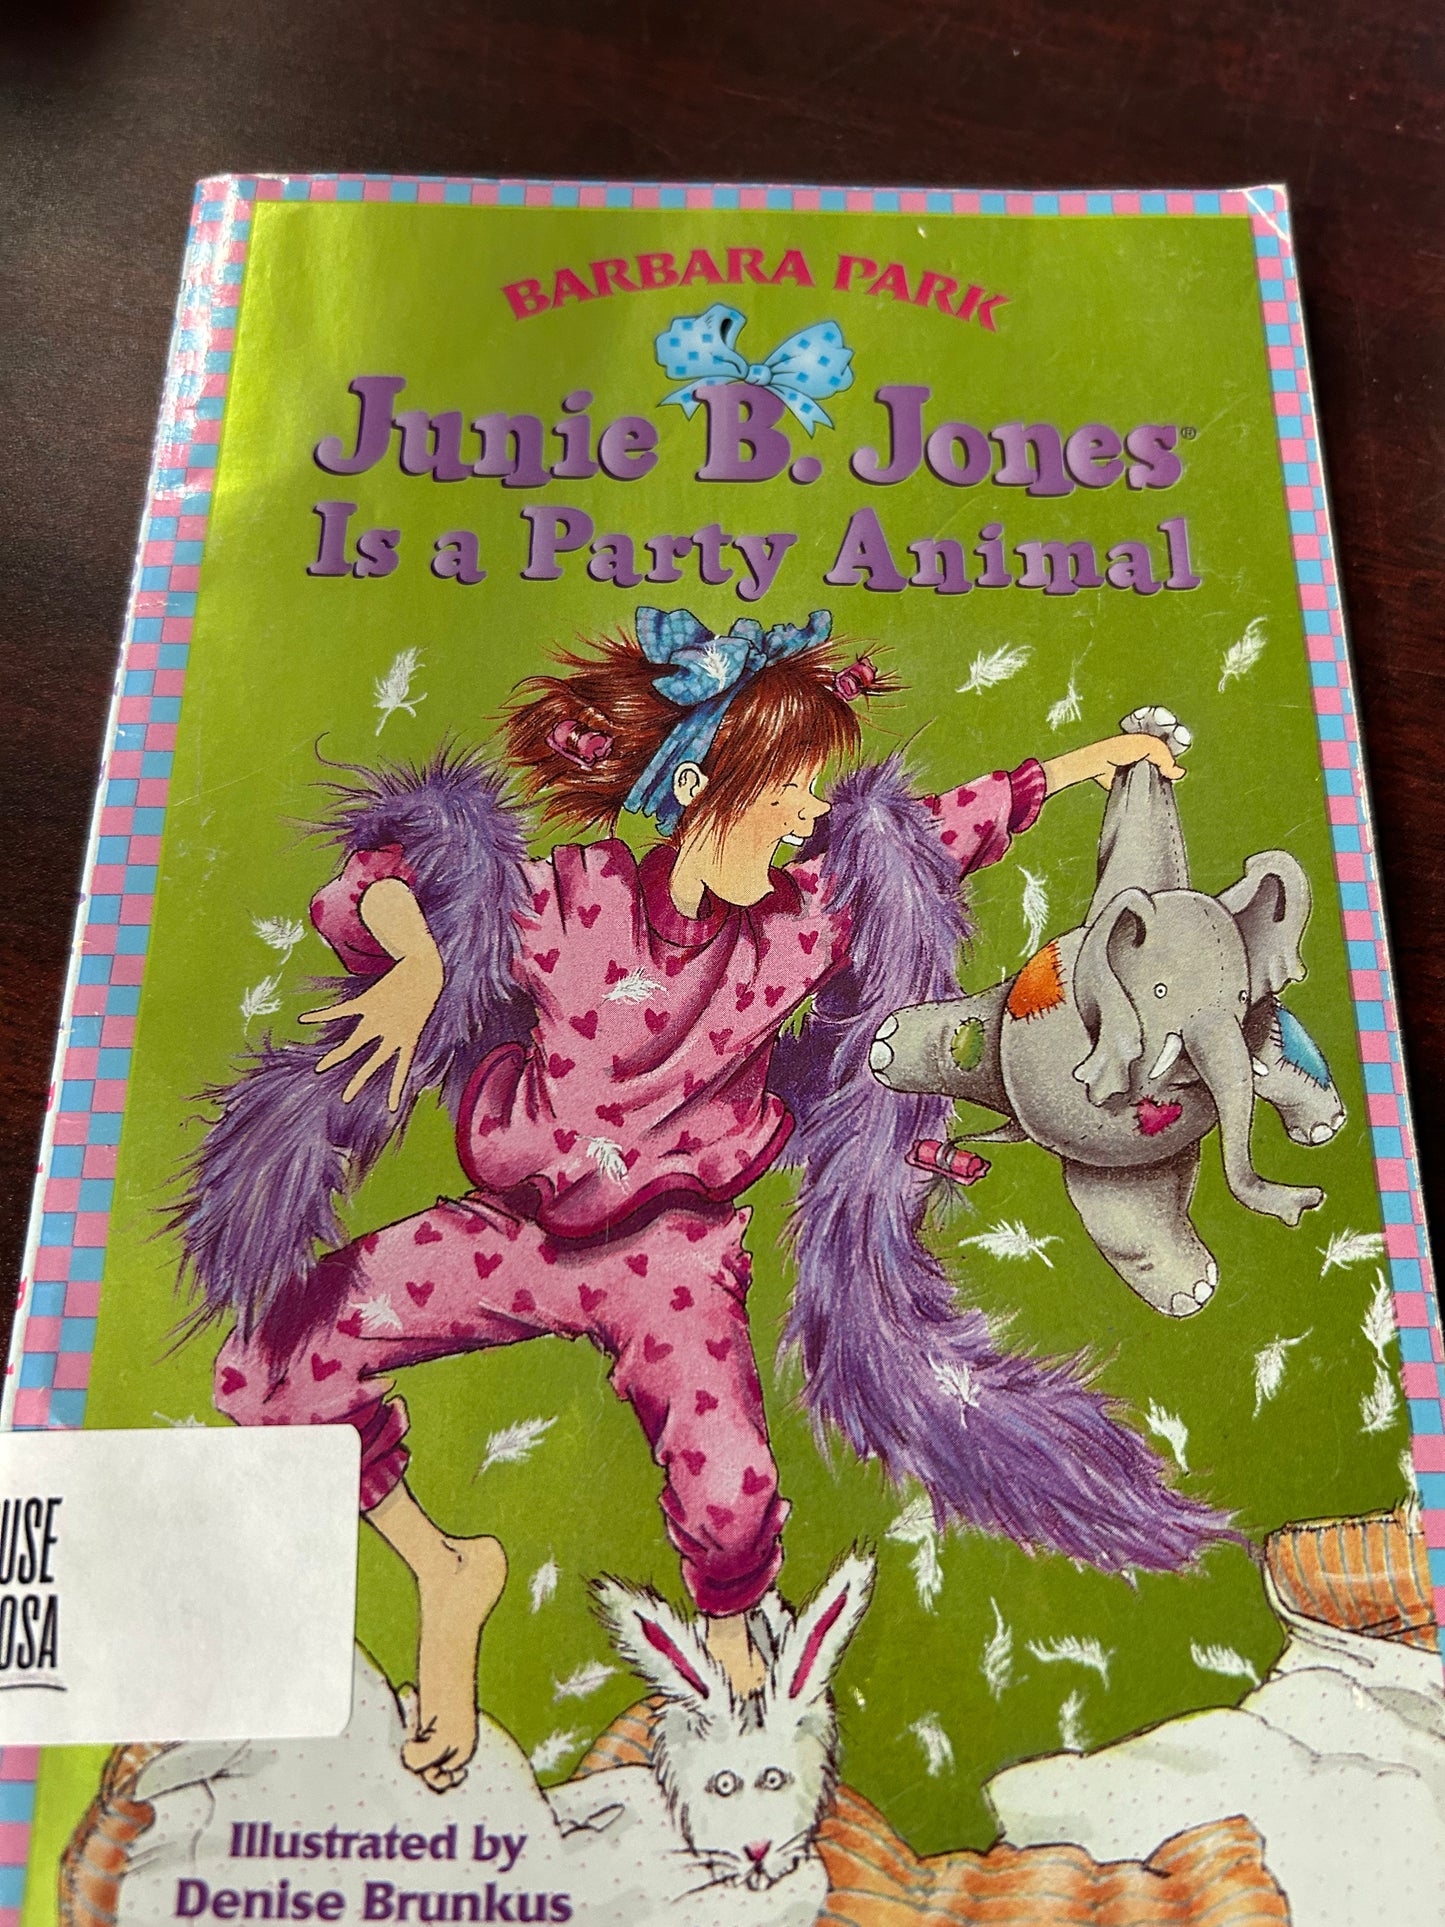 BARBARA PARK
Junie B. Jones®
Is a Party Animal
USE
OSA
Illustrated by
Denise Brunkus